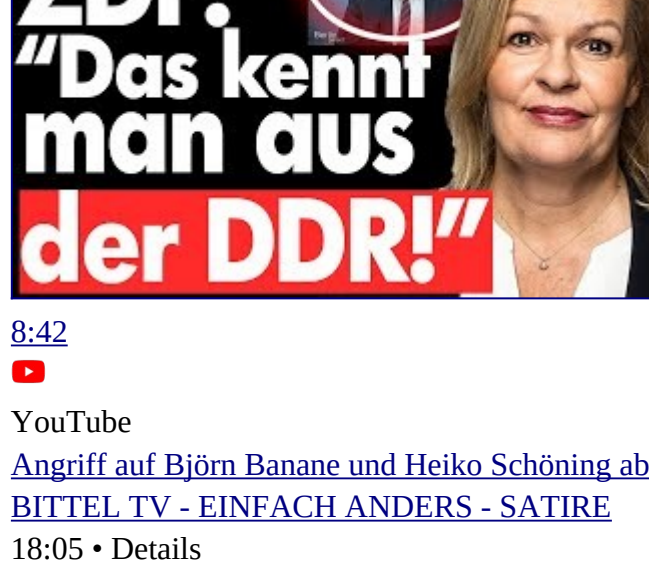 ZDF:
“Das kennt
man aus
der DDR!”
8:42
YouTube
Angriff auf Björn Banane und Heiko Schöning ab
BITTEL TV - EINFACH ANDERS - SATIRE
18:05 • Details